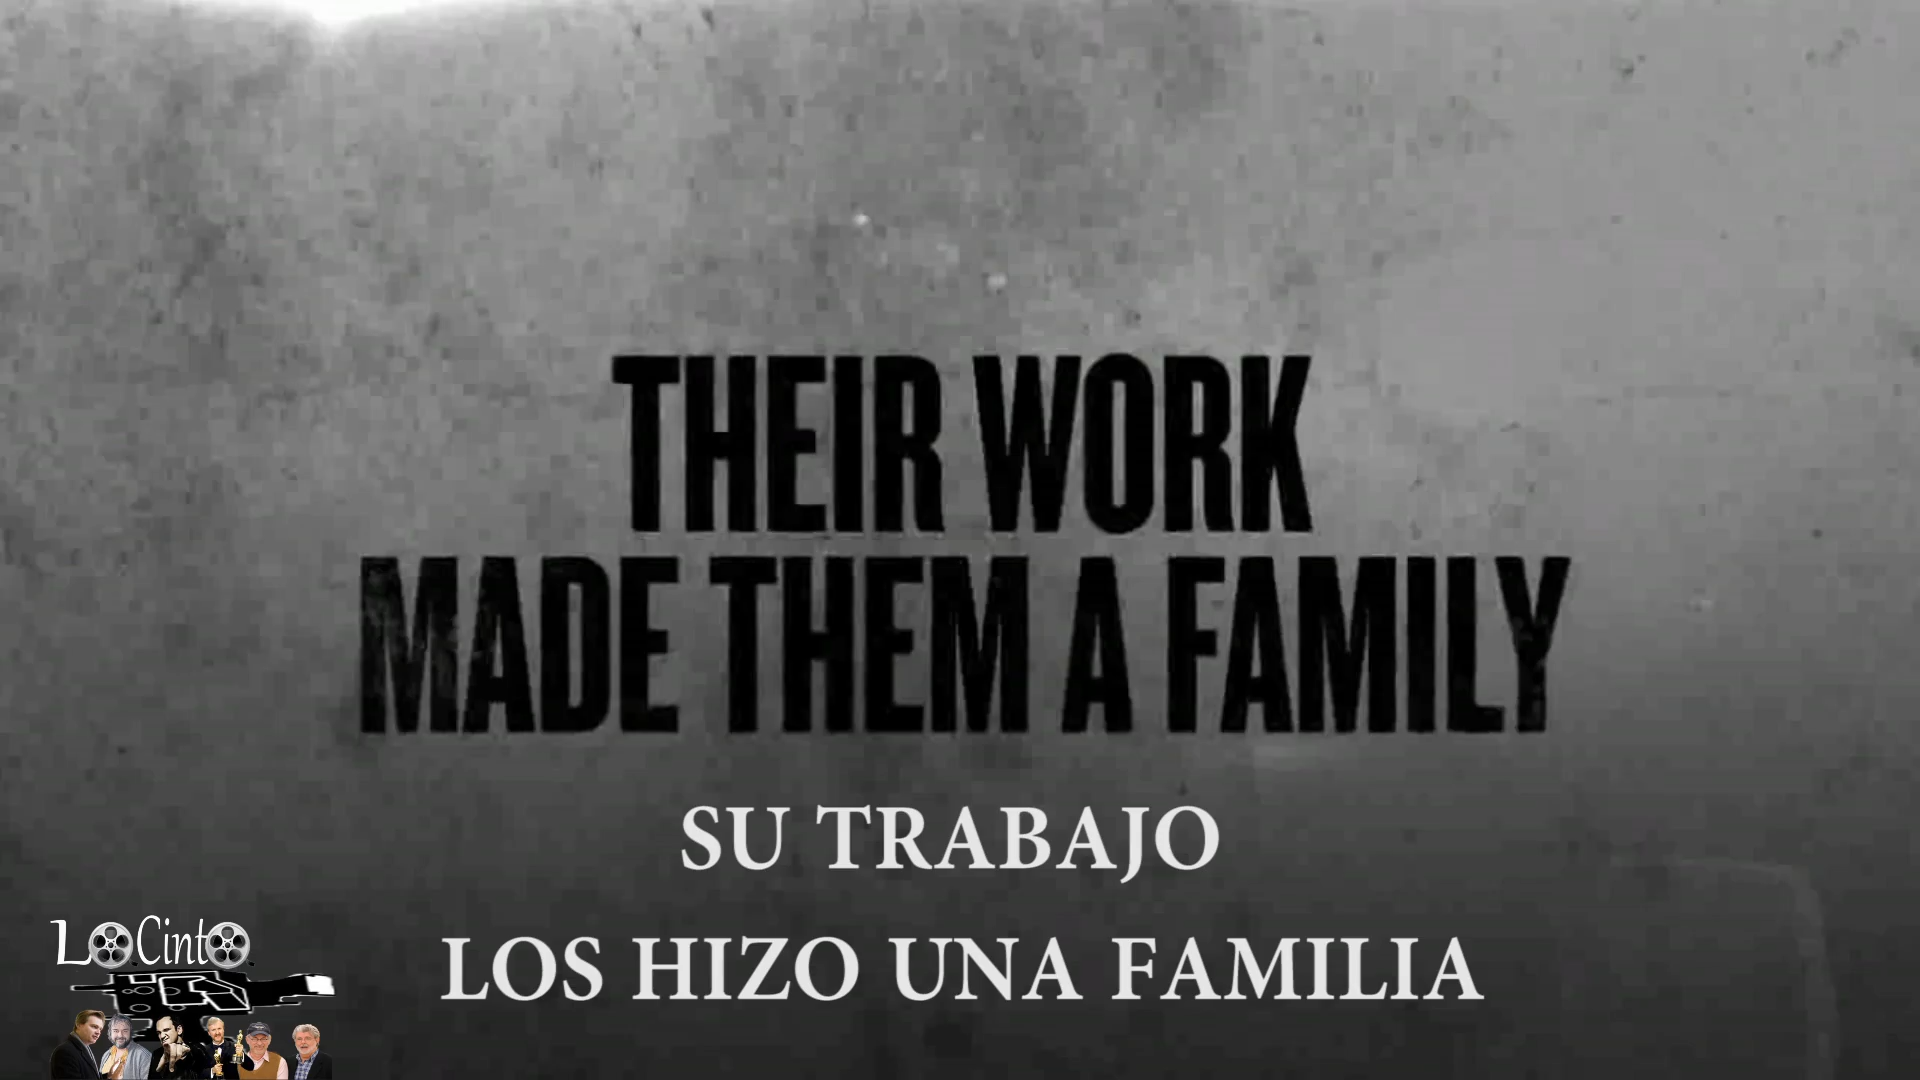 THEIR WORK
MADE THEM A FAMILY
SU TRABAJO
LOS HIZO UNA FAMILIA
LoCinto